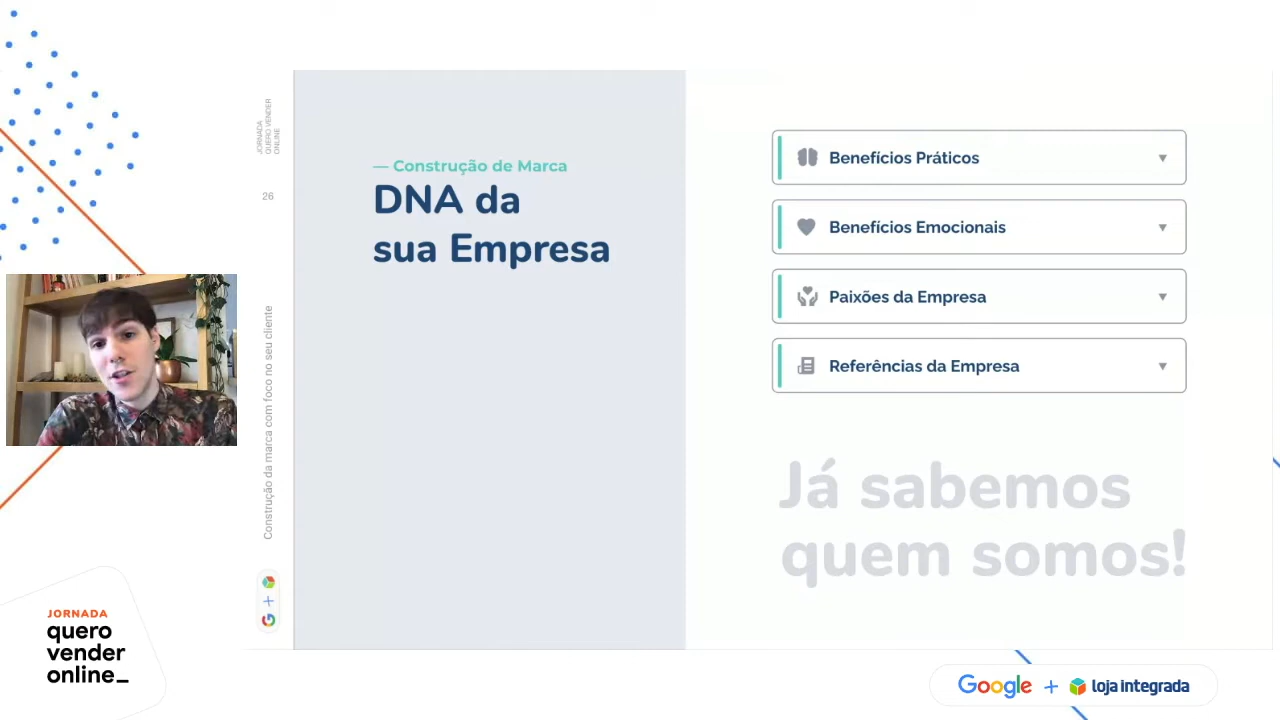 JORNADA
QUERO VENDER
ONLINE
26
Construção da marca com foco no seu cliente
— Construção de Marca
DNA da
sua Empresa
Benefícios Práticos
Benefícios Emocionais
Paixões da Empresa
Referências da Empresa
Já sabemos
quem somos!
JORNADA
quero
vender
online_
Google + loja integrada